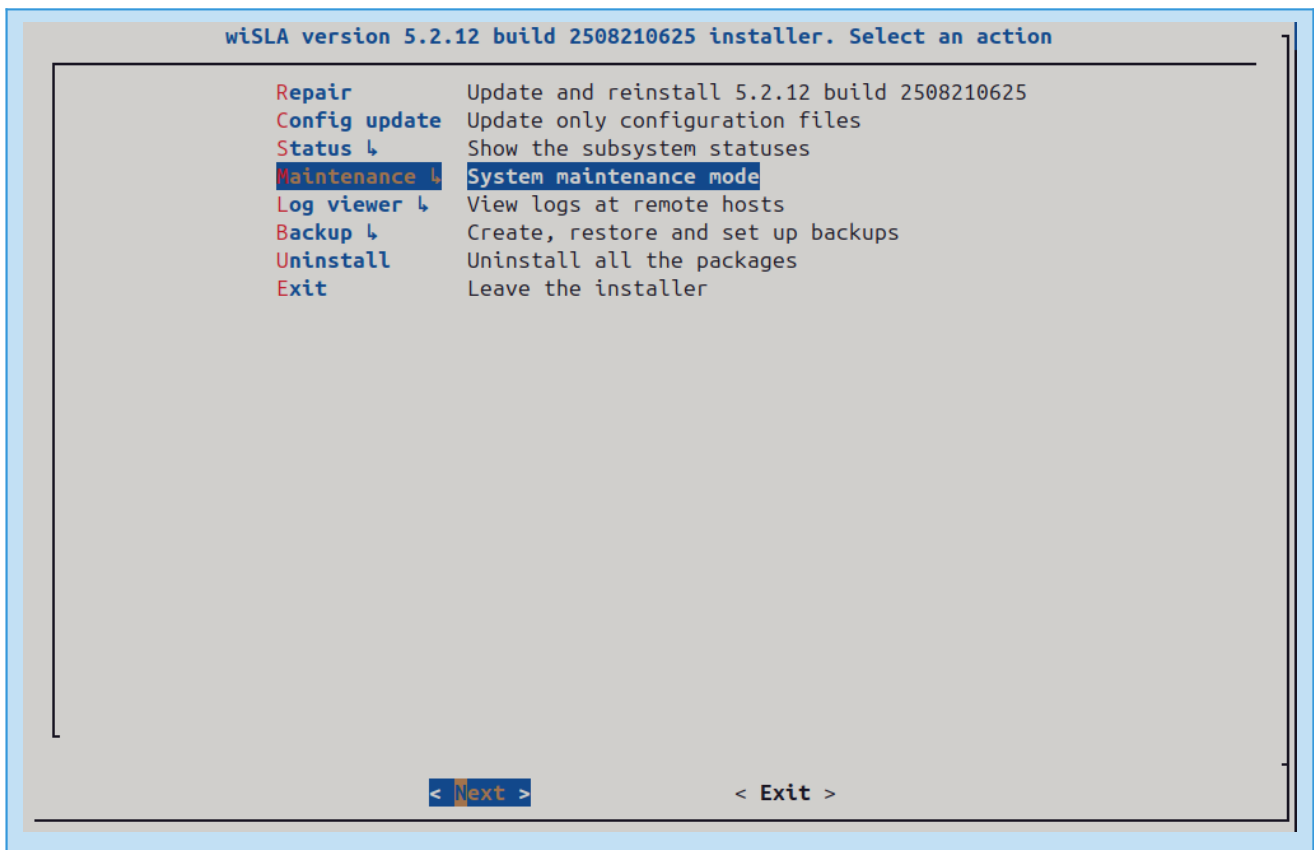 wiSLA version 5.2.12 build 2508210625 installer. Select an action
Repair Update and reinstall 5.2.12 build 2508210625
Config update Update only configuration files
Status ↳ Show the subsystem statuses
Maintenance ↳ System maintenance mode
Log viewer ↳ View logs at remote hosts
Backup ↳ Create, restore and set up backups
Uninstall Uninstall all the packages
Exit Leave the installer
< Next > < Exit >